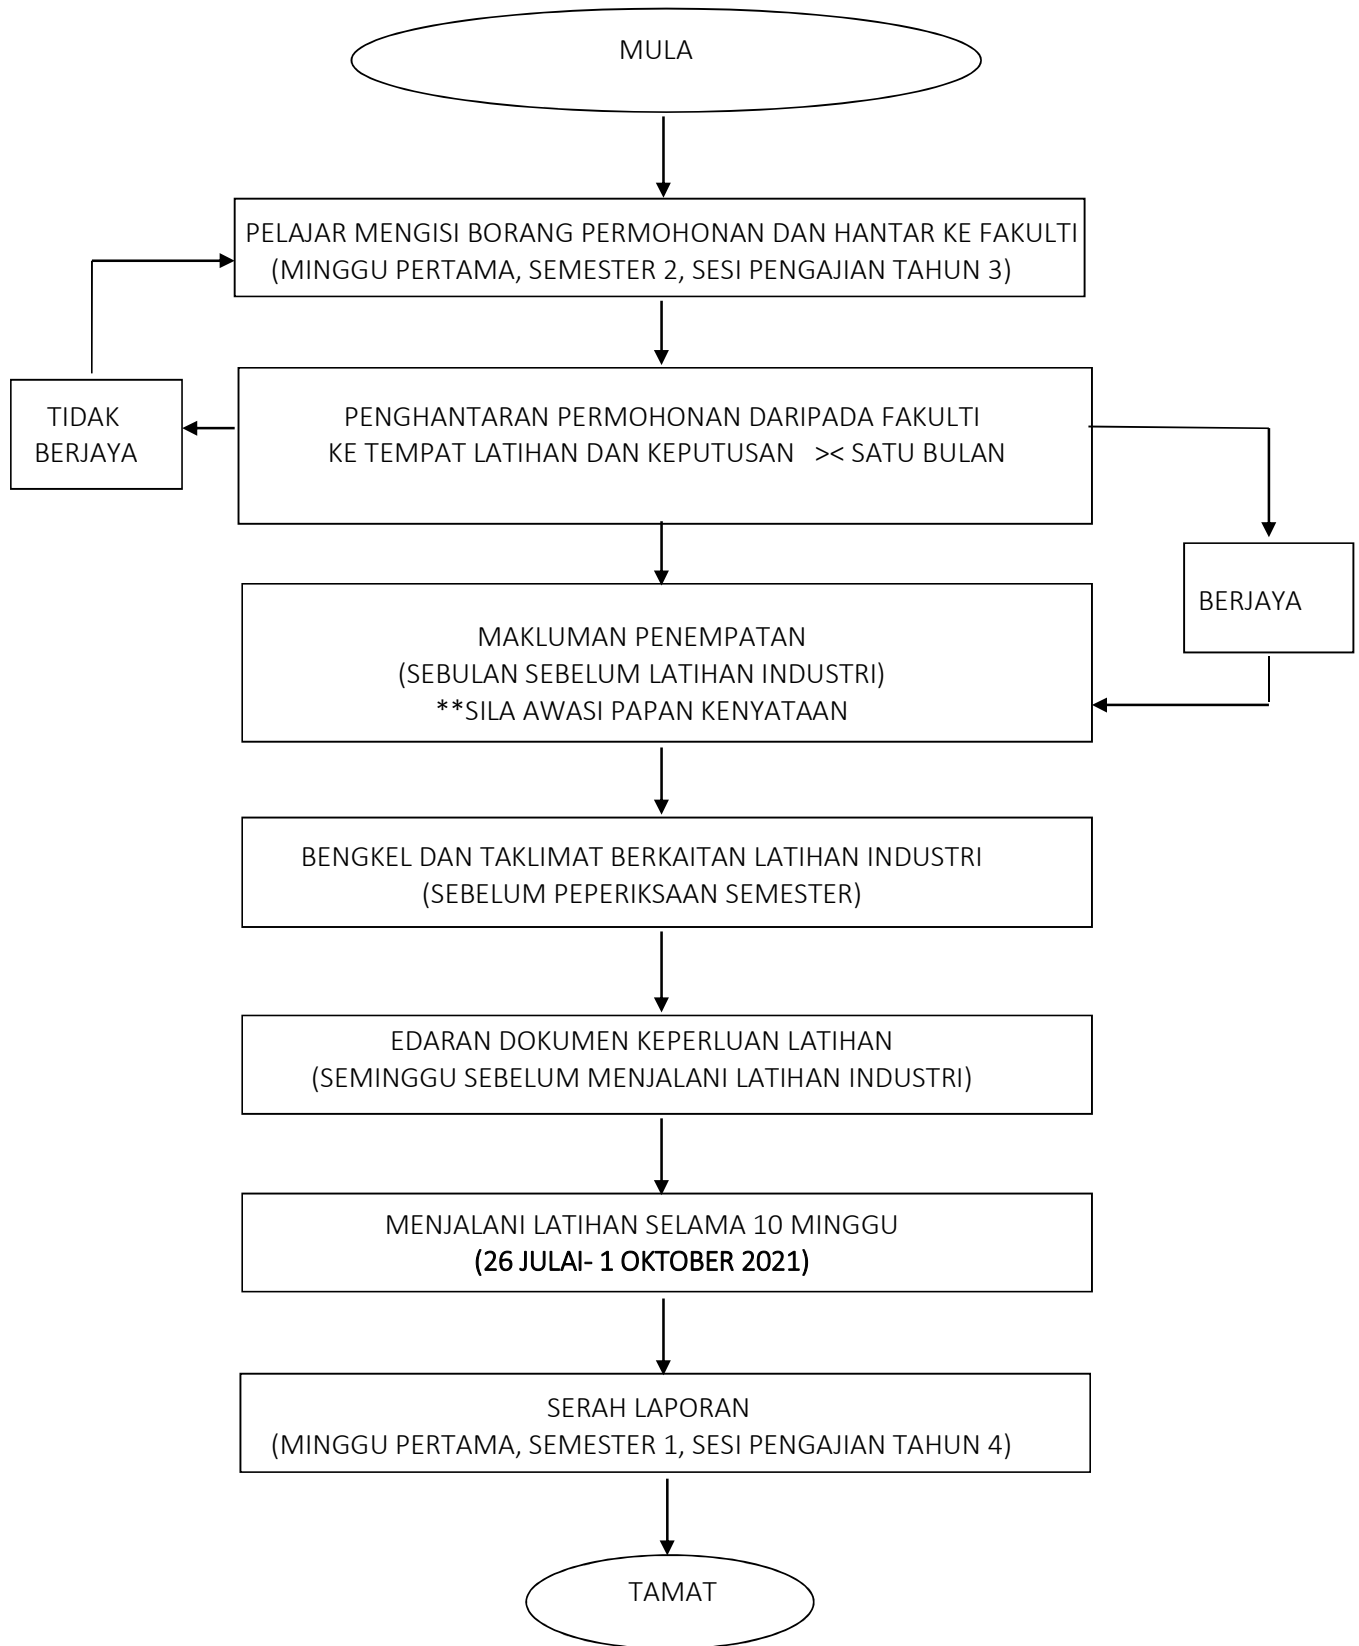 MULA
PELAJAR MENGISI BORANG PERMOHONAN DAN HANTAR KE FAKULTI
(MINGGU PERTAMA, SEMESTER 2, SESI PENGAJIAN TAHUN 3)
TIDAK
BERJAYA
PENGHANTARAN PERMOHONAN DARIPADA FAKULTI
KE TEMPAT LATIHAN DAN KEPUTUSAN >< SATU BULAN
BERJAYA
MAKLUMAN PENEMPATAN
(SEBULAN SEBELUM LATIHAN INDUSTRI)
**SILA AWASI PAPAN KENYATAAN
BENGKEL DAN TAKLIMAT BERKAITAN LATIHAN INDUSTRI
(SEBELUM PEPERIKSAAN SEMESTER)
EDARAN DOKUMEN KEPERLUAN LATIHAN
(SEMINGGU SEBELUM MENJALANI LATIHAN INDUSTRI)
MENJALANI LATIHAN SELAMA 10 MINGGU
(26 JULAI- 1 OKTOBER 2021)
SERAH LAPORAN
(MINGGU PERTAMA, SEMESTER 1, SESI PENGAJIAN TAHUN 4)
TAMAT